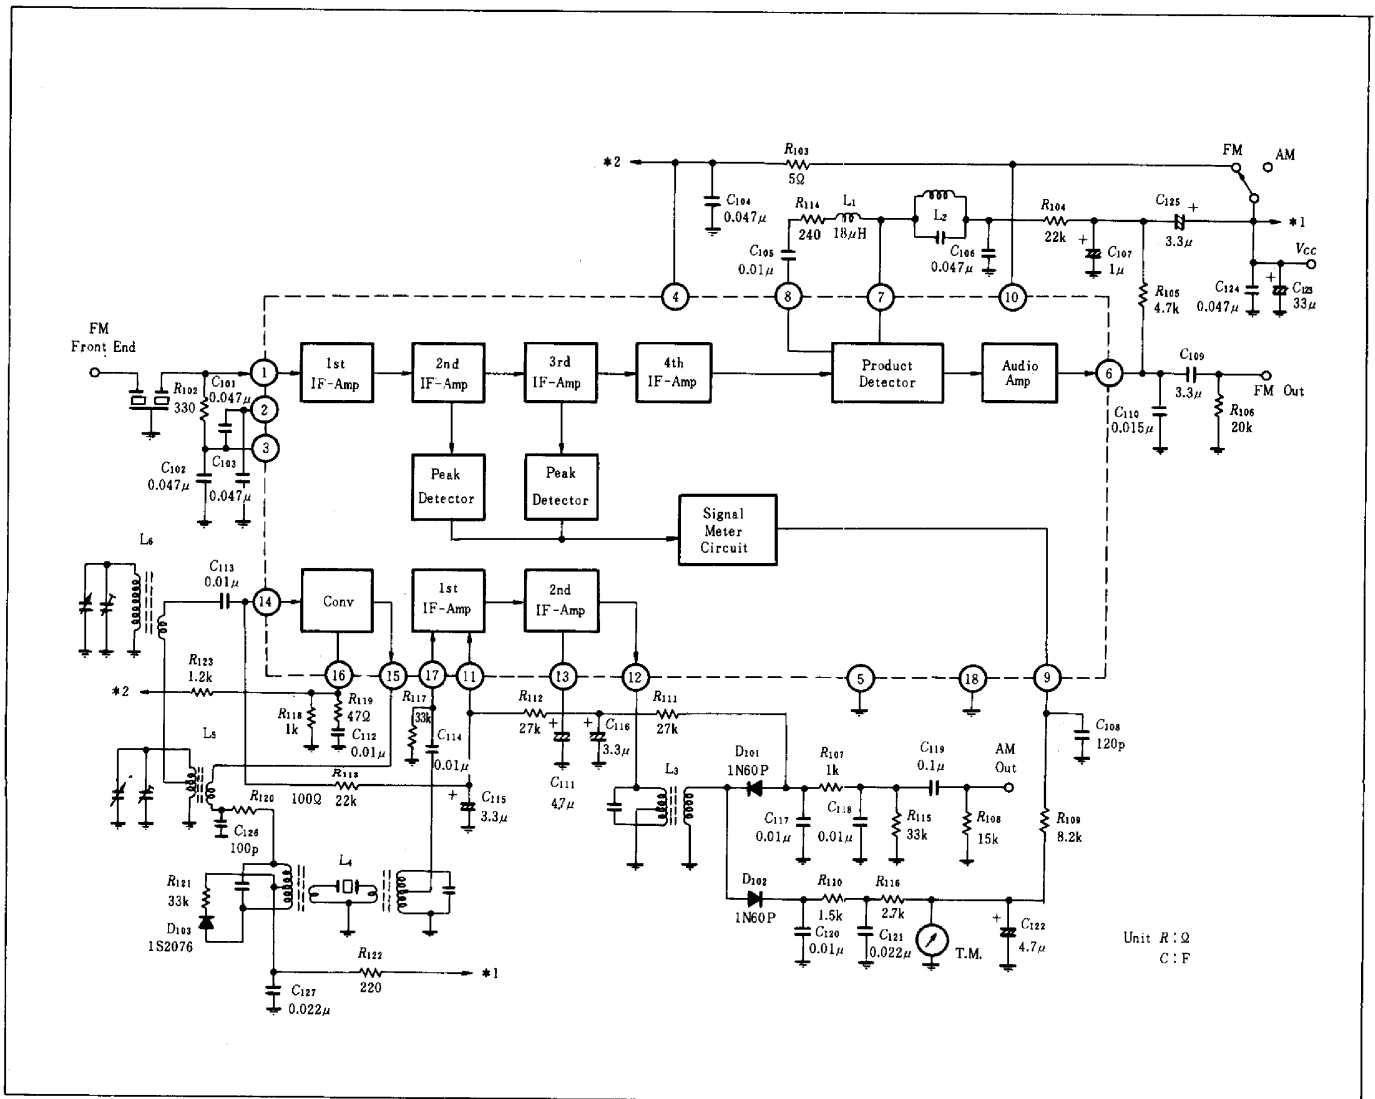 FM
AM
*2
R103
5Ω
C104
0.047μ
R114
240
L1
18μH
L2
R104
22k
C125
3.3μ
*1
C105
0.01μ
C106
0.047μ
C107
1μ
VCC
C124
0.047μ
C123
33μ
R105
4.7k
4
8
7
10
FM
Front End
R102
330
C101
0.047μ
1
2
3
1st
IF-Amp
2nd
IF-Amp
3rd
IF-Amp
4th
IF-Amp
Product
Detector
Audio
Amp
6
C109
3.3μ
FM Out
C110
0.015μ
R106
20k
C102
0.047μ
C103
0.047μ
Peak
Detector
Peak
Detector
Signal
Meter
Circuit
L6
C113
0.01μ
14
Conv
1st
IF-Amp
2nd
IF-Amp
16
15
17
11
13
12
5
18
9
R123
1.2k
*2
R118
1k
R119
47Ω
C112
0.01μ
R117
33k
C114
0.01μ
R112
27k
C116
3.3μ
R111
27k
C108
120p
L5
R113
22k
R120
100Ω
C115
3.3μ
C111
4.7μ
L3
D101
1N60P
R107
1k
C119
0.1μ
AM
Out
C117
0.01μ
C118
0.01μ
R115
33k
R108
15k
R109
8.2k
C126
100p
L4
R121
33k
D103
1S2076
D102
1N60P
R110
1.5k
R116
2.7k
C120
0.01μ
C121
0.022μ
T.M.
C122
4.7μ
R122
220
*1
C127
0.022μ
Unit R : Ω
C : F